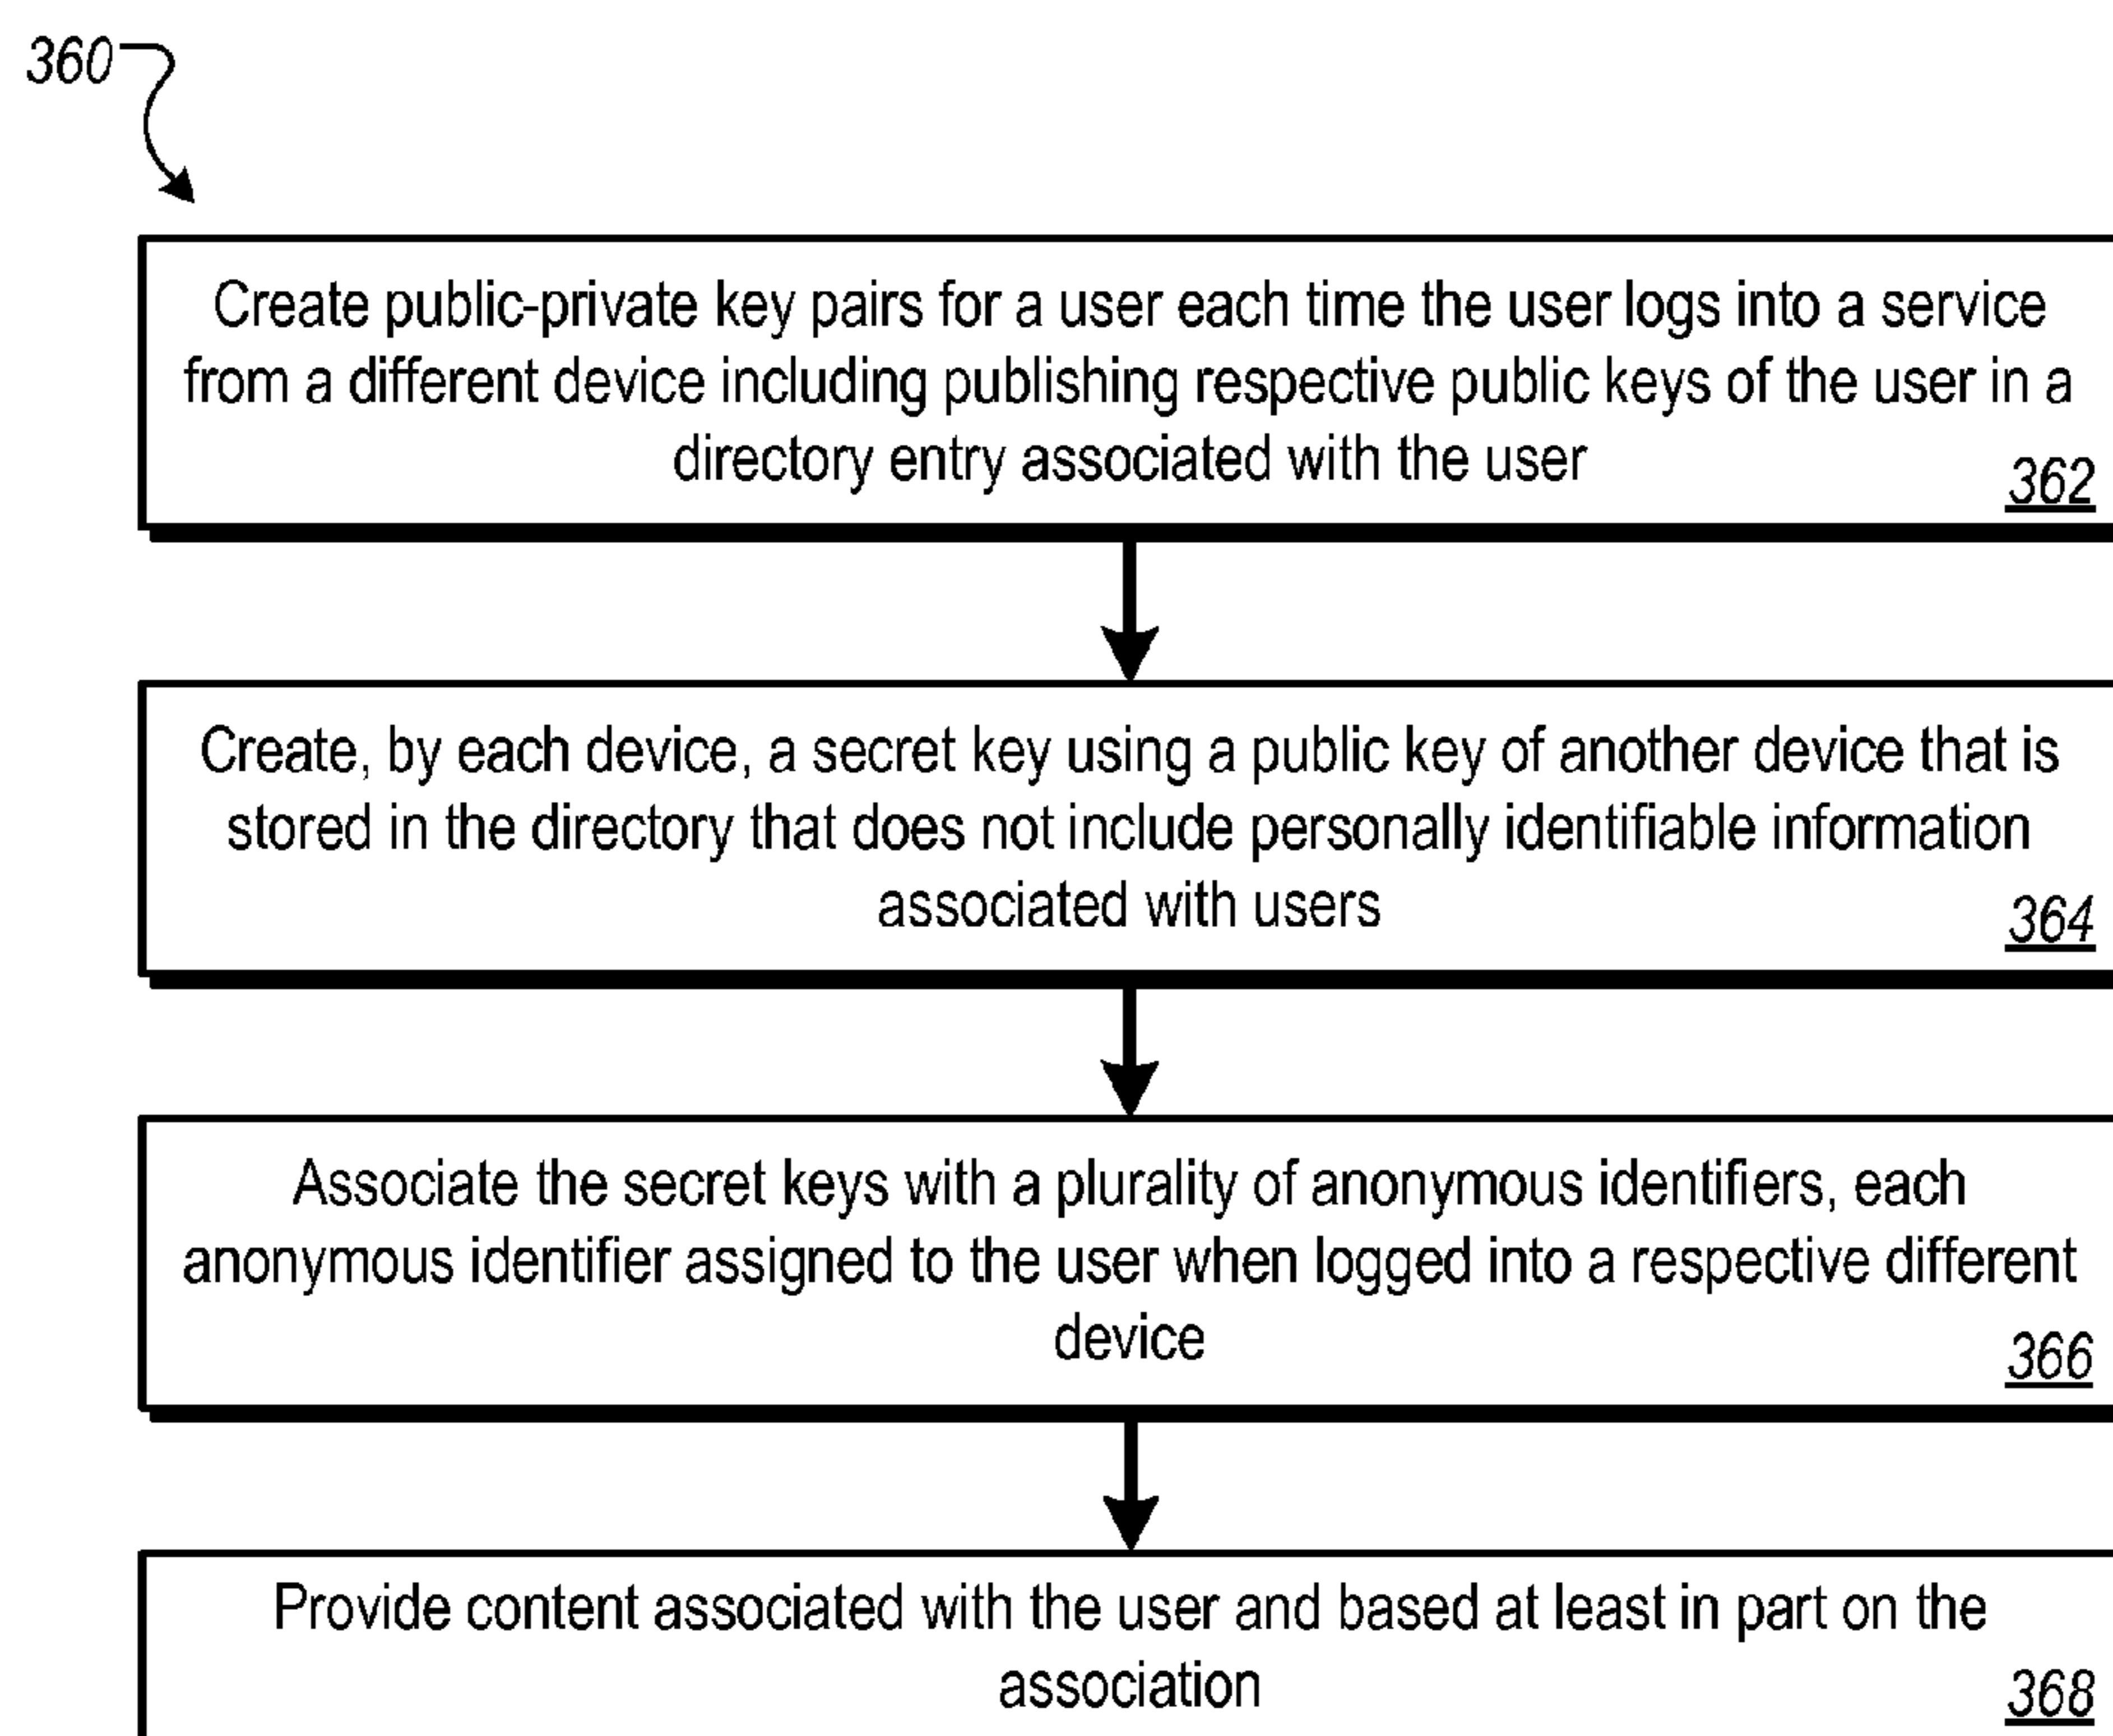 360
Create public-private key pairs for a user each time the user logs into a service
from a different device including publishing respective public keys of the user in a
directory entry associated with the user
362
Create, by each device, a secret key using a public key of another device that is
stored in the directory that does not include personally identifiable information
associated with users
364
Associate the secret keys with a plurality of anonymous identifiers, each
anonymous identifier assigned to the user when logged into a respective different
device
366
Provide content associated with the user and based at least in part on the
association
368